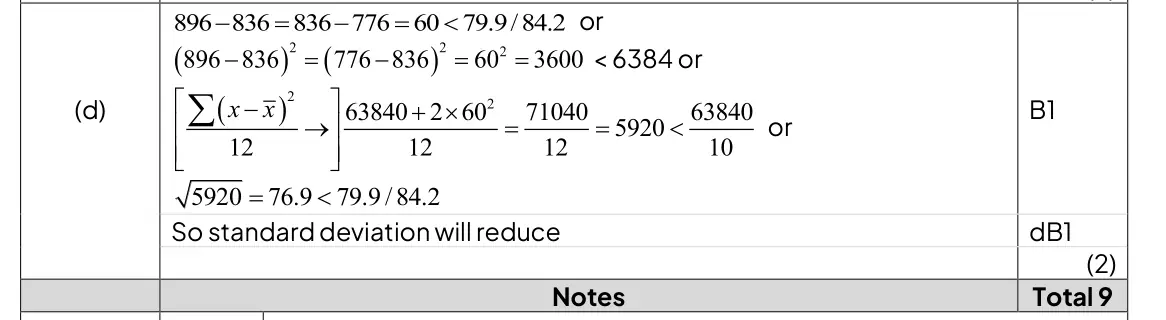 896 − 836 = 836 − 776 = 60 < 79.9 / 84.2 or
(896 − 836)² = (776 − 836)² = 60² = 3600 < 6384 or
(d) [∑(x − x̄)²/12 →] (63840 + 2 × 60²)/12 = 71040/12 = 5920 < 63840/10 or B1
√5920 = 76.9 < 79.9 / 84.2
So standard deviation will reduce dB1
(2)
Notes Total 9